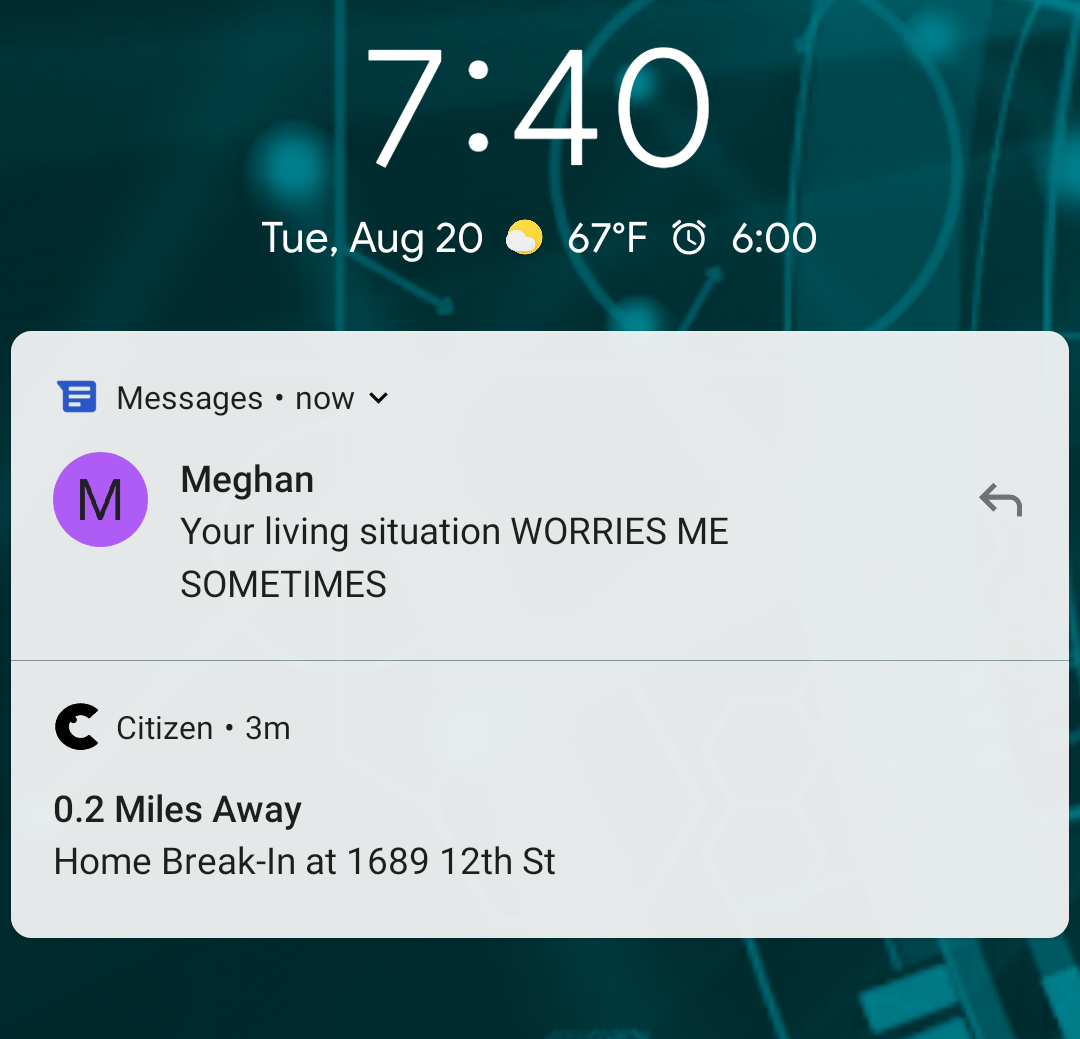 7:40
Tue, Aug 20 67°F 6:00
Messages • now
M
Meghan
Your living situation WORRIES ME
SOMETIMES
Citizen • 3m
0.2 Miles Away
Home Break-In at 1689 12th St